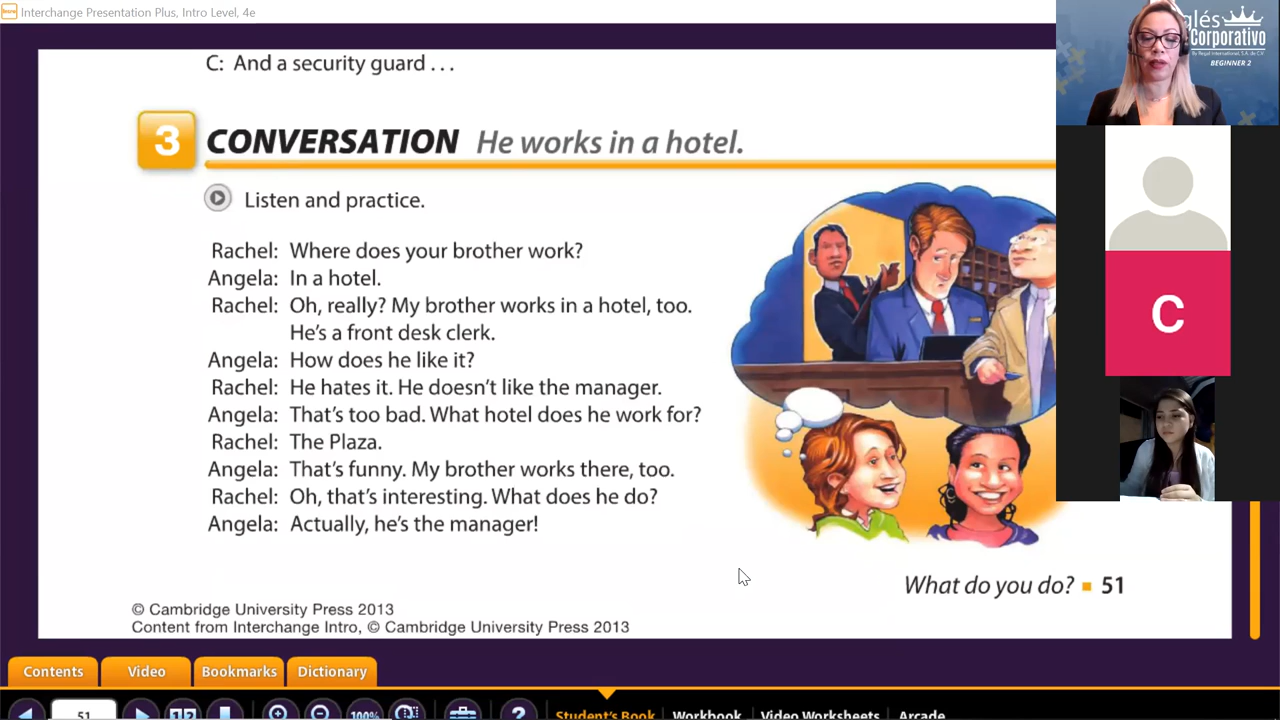 Interchange Presentation Plus, Intro Level, 4e
glés
Corporativo
By Regal International, S.A. de C.V.
BEGINNER 2
C: And a security guard . . .
3 CONVERSATION He works in a hotel.
Listen and practice.
Rachel: Where does your brother work?
Angela: In a hotel.
Rachel: Oh, really? My brother works in a hotel, too.
He's a front desk clerk.
Angela: How does he like it?
Rachel: He hates it. He doesn't like the manager.
Angela: That's too bad. What hotel does he work for?
Rachel: The Plaza.
Angela: That's funny. My brother works there, too.
Rachel: Oh, that's interesting. What does he do?
Angela: Actually, he's the manager!
C
What do you do? ■ 51
© Cambridge University Press 2013
Content from Interchange Intro, © Cambridge University Press 2013
Contents Video Bookmarks Dictionary
51 100% ? Student's Book Workbook Video Worksheets Arcade